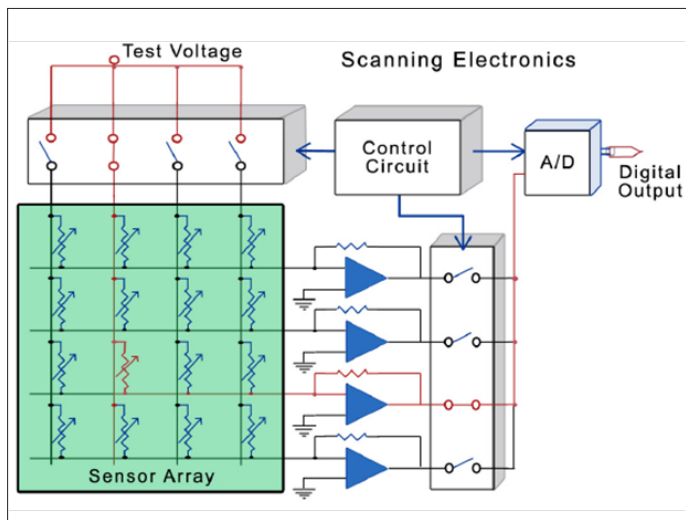 Test Voltage
Scanning Electronics
Control
Circuit
A/D
Digital
Output
Sensor Array